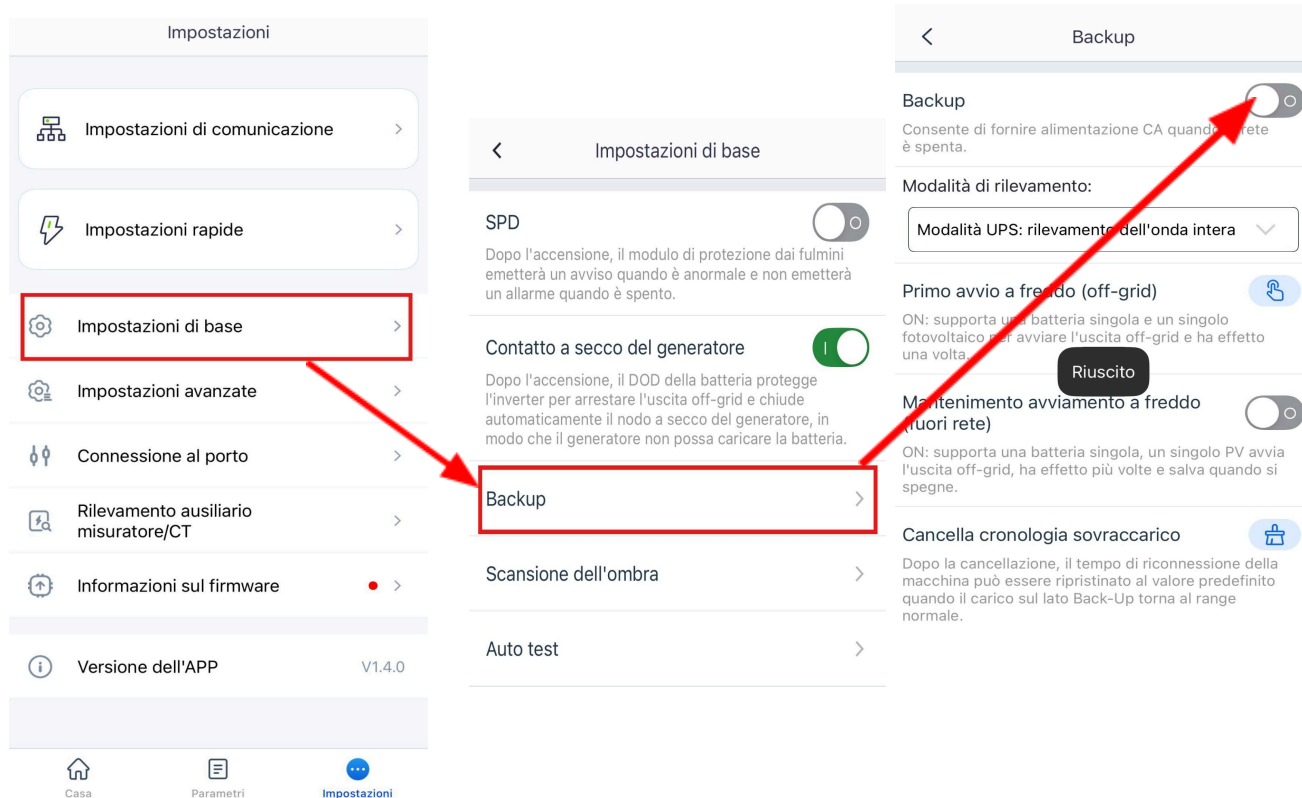 Impostazioni
Impostazioni di comunicazione
Impostazioni rapide
Impostazioni di base
Impostazioni avanzate
Connessione al porto
Rilevamento ausiliario
misuratore/CT
Informazioni sul firmware
Versione dell'APP V1.4.0
Casa Parametri Impostazioni
Impostazioni di base
SPD
Dopo l'accensione, il modulo di protezione dai fulmini
emetterà un avviso quando è anormale e non emetterà
un allarme quando è spento.
Contatto a secco del generatore
Dopo l'accensione, il DOD della batteria protegge
l'inverter per arrestare l'uscita off-grid e chiude
automaticamente il nodo a secco del generatore, in
modo che il generatore non possa caricare la batteria.
Backup
Scansione dell'ombra
Auto test
Backup
Backup
Consente di fornire alimentazione CA quando rete
è spenta.
Modalità di rilevamento:
Modalità UPS: rilevamento dell'onda intera
Primo avvio a freddo (off-grid)
ON: supporta una batteria singola e un singolo
fotovoltaico per avviare l'uscita off-grid e ha effetto
una volta.
Riuscito
Mantenimento avviamento a freddo
(fuori rete)
ON: supporta una batteria singola, un singolo PV avvia
l'uscita off-grid, ha effetto più volte e salva quando si
spegne.
Cancella cronologia sovraccarico
Dopo la cancellazione, il tempo di riconnessione della
macchina può essere ripristinato al valore predefinito
quando il carico sul lato Back-Up torna al range
normale.